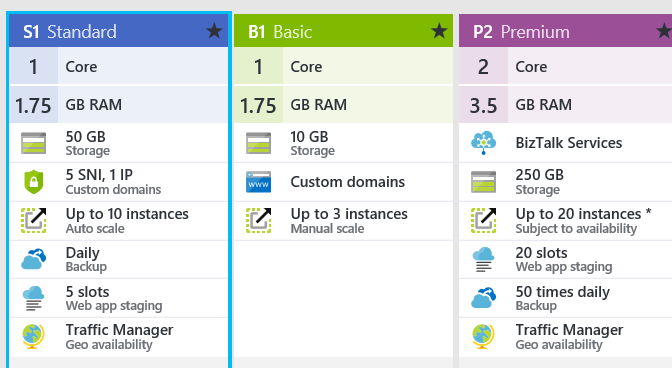 S1 Standard
1 Core
1.75 GB RAM
50 GB
Storage
5 SNI, 1 IP
Custom domains
Up to 10 instances
Auto scale
Daily
Backup
5 slots
Web app staging
Traffic Manager
Geo availability
B1 Basic
1 Core
1.75 GB RAM
10 GB
Storage
www
Custom domains
Up to 3 instances
Manual scale
P2 Premium
2 Core
3.5 GB RAM
BizTalk Services
250 GB
Storage
Up to 20 instances *
Subject to availability
20 slots
Web app staging
50 times daily
Backup
Traffic Manager
Geo availability